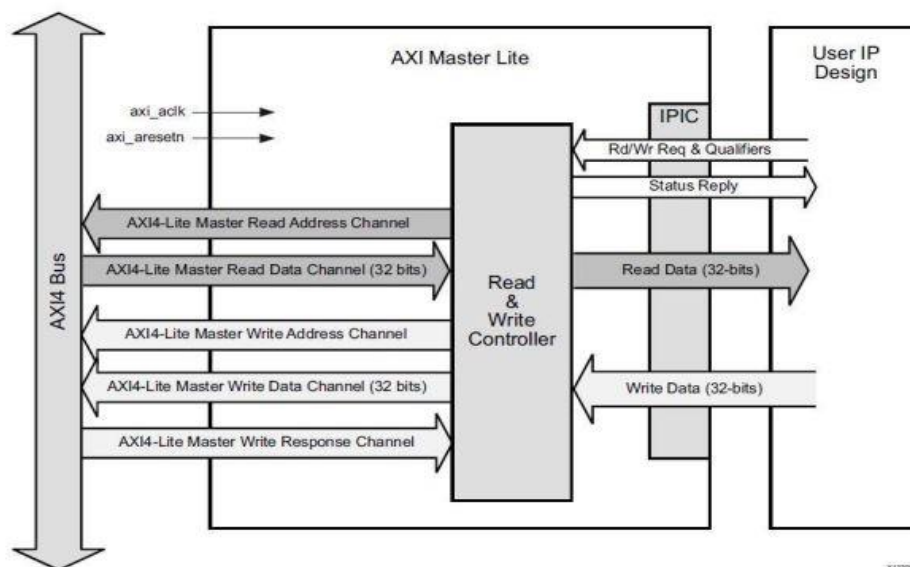 AXI Master Lite
User IP
Design
axi_aclk
axi_aresetn
IPIC
Rd/Wr Req & Qualifiers
Status Reply
AXI4-Lite Master Read Address Channel
AXI4-Lite Master Read Data Channel (32 bits)
Read Data (32-bits)
AXI4 Bus
Read
&
Write
Controller
AXI4-Lite Master Write Address Channel
AXI4-Lite Master Write Data Channel (32 bits)
Write Data (32-bits)
AXI4-Lite Master Write Response Channel